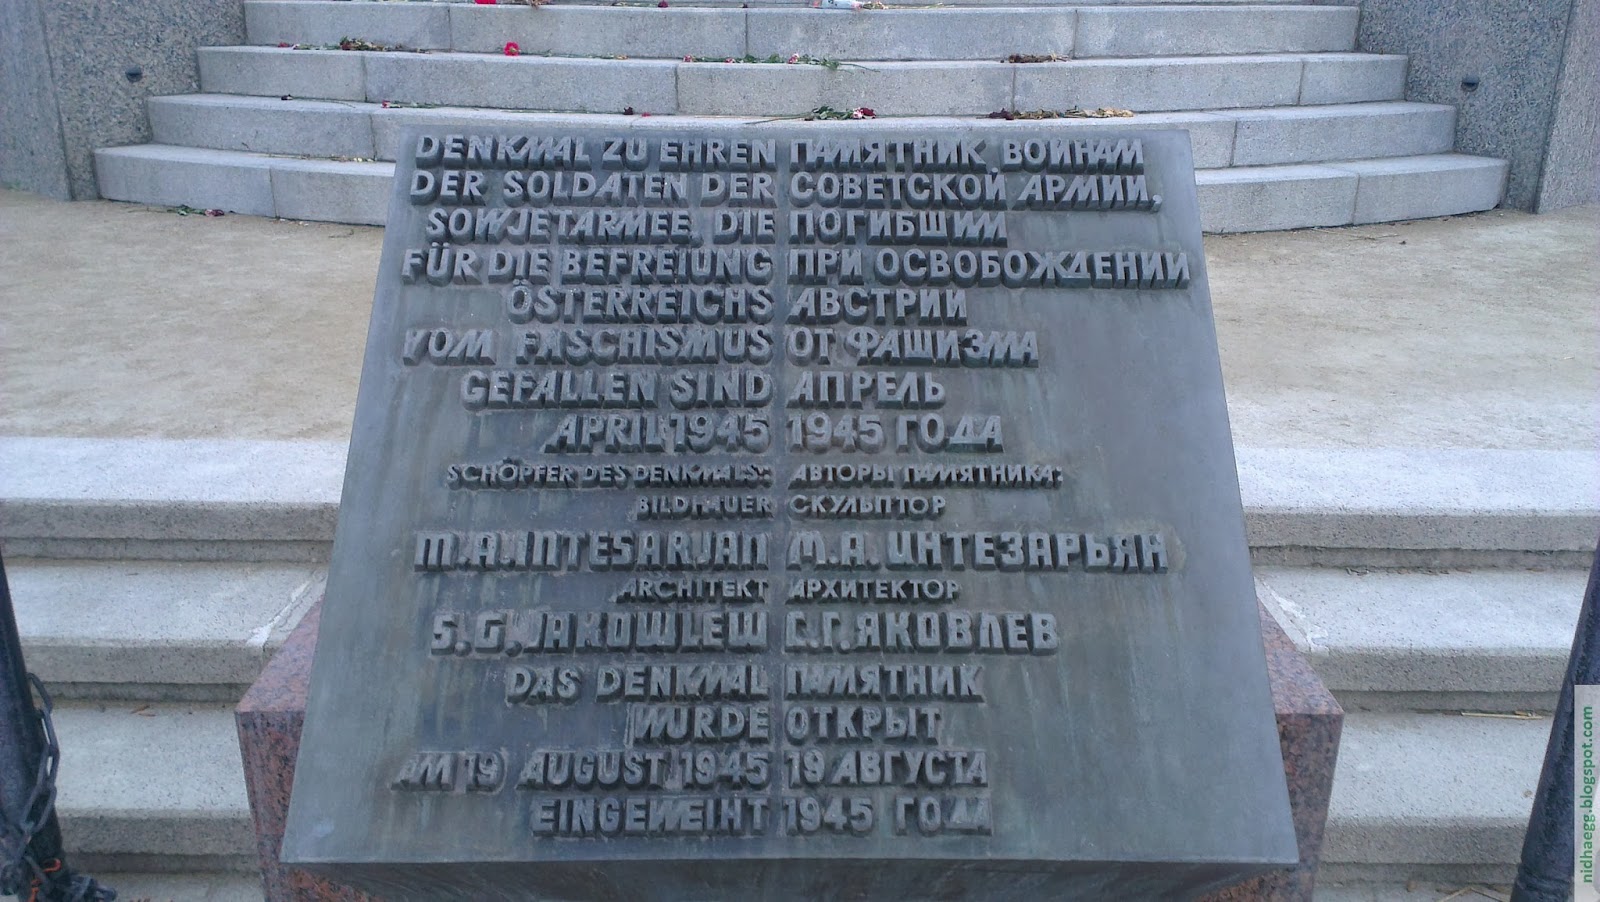 DENKMAL ZU EHREN ПАМЯТНИК ВОИНАМ
DER SOLDATEN DER СОВЕТСКОЙ АРМИИ,
SOWJETARMEE, DIE ПОГИБШИМ
FÜR DIE BEFREIUNG ПРИ ОСВОБОЖДЕНИИ
ÖSTERREICHS АВСТРИИ
VOM FASCHISMUS ОТ ФАШИЗМА
GEFALLEN SIND АПРЕЛЬ
APRIL 1945 1945 ГОДА
SCHÖPFER DES DENKMALS: АВТОРЫ ПАМЯТНИКА:
BILDHAUER СКУЛЬПТОР
M.A.INTESARJAN М.А.ИНТЕЗАРЬЯН
ARCHITEKT АРХИТЕКТОР
S.G.JAKOWLEW С.Г.ЯКОВЛЕВ
DAS DENKMAL ПАМЯТНИК
WURDE ОТКРЫТ
AM 19 AUGUST 1945 19 АВГУСТА
EINGEWEIHT 1945 ГОДА
nidhaegg.blogspot.com